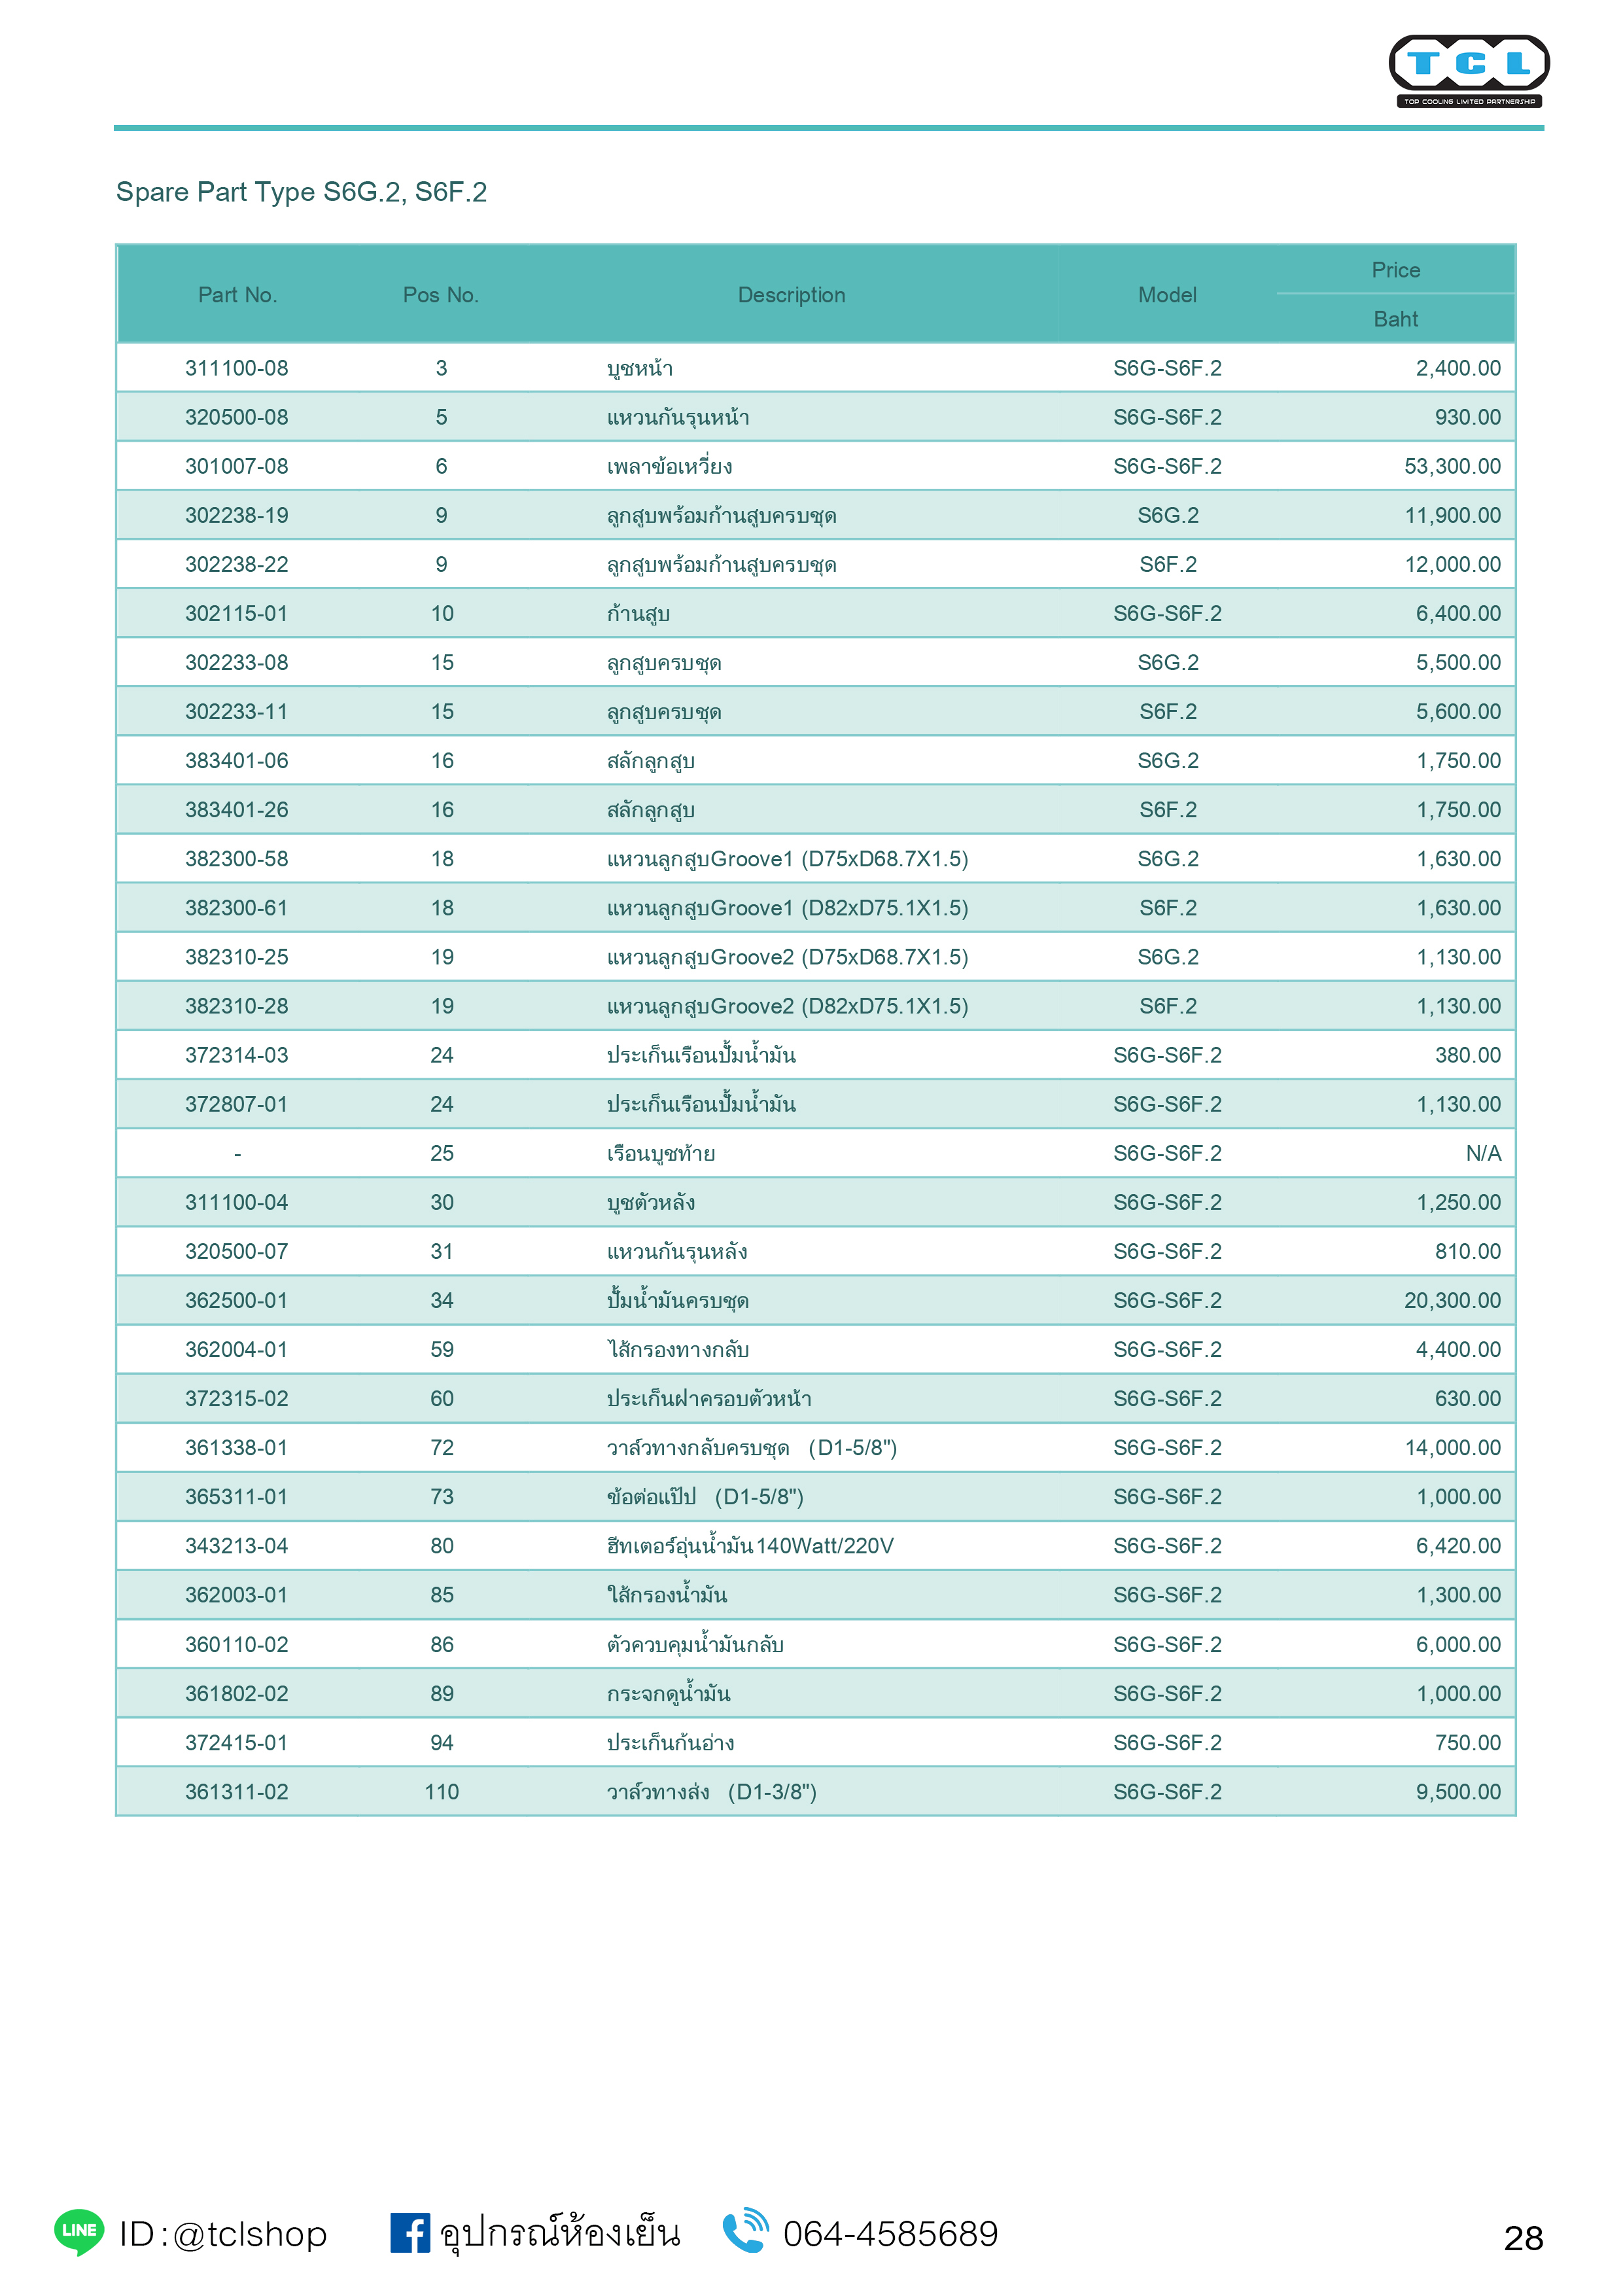 TCL
TOP COOLING LIMITED PARTNERSHIP
Spare Part Type S6G.2, S6F.2
Part No. Pos No. Description Model Price
Baht
311100-08 3 บูชหน้า S6G-S6F.2 2,400.00
320500-08 5 แหวนกันรุนหน้า S6G-S6F.2 930.00
301007-08 6 เพลาข้อเหวี่ยง S6G-S6F.2 53,300.00
302238-19 9 ลูกสูบพร้อมก้านสูบครบชุด S6G.2 11,900.00
302238-22 9 ลูกสูบพร้อมก้านสูบครบชุด S6F.2 12,000.00
302115-01 10 ก้านสูบ S6G-S6F.2 6,400.00
302233-08 15 ลูกสูบครบชุด S6G.2 5,500.00
302233-11 15 ลูกสูบครบชุด S6F.2 5,600.00
383401-06 16 สลักลูกสูบ S6G.2 1,750.00
383401-26 16 สลักลูกสูบ S6F.2 1,750.00
382300-58 18 แหวนลูกสูบGroove1 (D75xD68.7X1.5) S6G.2 1,630.00
382300-61 18 แหวนลูกสูบGroove1 (D82xD75.1X1.5) S6F.2 1,630.00
382310-25 19 แหวนลูกสูบGroove2 (D75xD68.7X1.5) S6G.2 1,130.00
382310-28 19 แหวนลูกสูบGroove2 (D82xD75.1X1.5) S6F.2 1,130.00
372314-03 24 ประเก็นเรือนปั้มน้ำมัน S6G-S6F.2 380.00
372807-01 24 ประเก็นเรือนปั้มน้ำมัน S6G-S6F.2 1,130.00
- 25 เรือนบูชท้าย S6G-S6F.2 N/A
311100-04 30 บูชตัวหลัง S6G-S6F.2 1,250.00
320500-07 31 แหวนกันรุนหลัง S6G-S6F.2 810.00
362500-01 34 ปั้มน้ำมันครบชุด S6G-S6F.2 20,300.00
362004-01 59 ไส้กรองทางกลับ S6G-S6F.2 4,400.00
372315-02 60 ประเก็นฝาครอบตัวหน้า S6G-S6F.2 630.00
361338-01 72 วาล์วทางกลับครบชุด (D1-5/8") S6G-S6F.2 14,000.00
365311-01 73 ข้อต่อแป๊ป (D1-5/8") S6G-S6F.2 1,000.00
343213-04 80 ฮีทเตอร์อุ่นน้ำมัน140Watt/220V S6G-S6F.2 6,420.00
362003-01 85 ใส้กรองน้ำมัน S6G-S6F.2 1,300.00
360110-02 86 ตัวควบคุมน้ำมันกลับ S6G-S6F.2 6,000.00
361802-02 89 กระจกดูน้ำมัน S6G-S6F.2 1,000.00
372415-01 94 ประเก็นก้นอ่าง S6G-S6F.2 750.00
361311-02 110 วาล์วทางส่ง (D1-3/8") S6G-S6F.2 9,500.00
LINE ID:@tclshop f อุปกรณ์ห้องเย็น 064-4585689 28